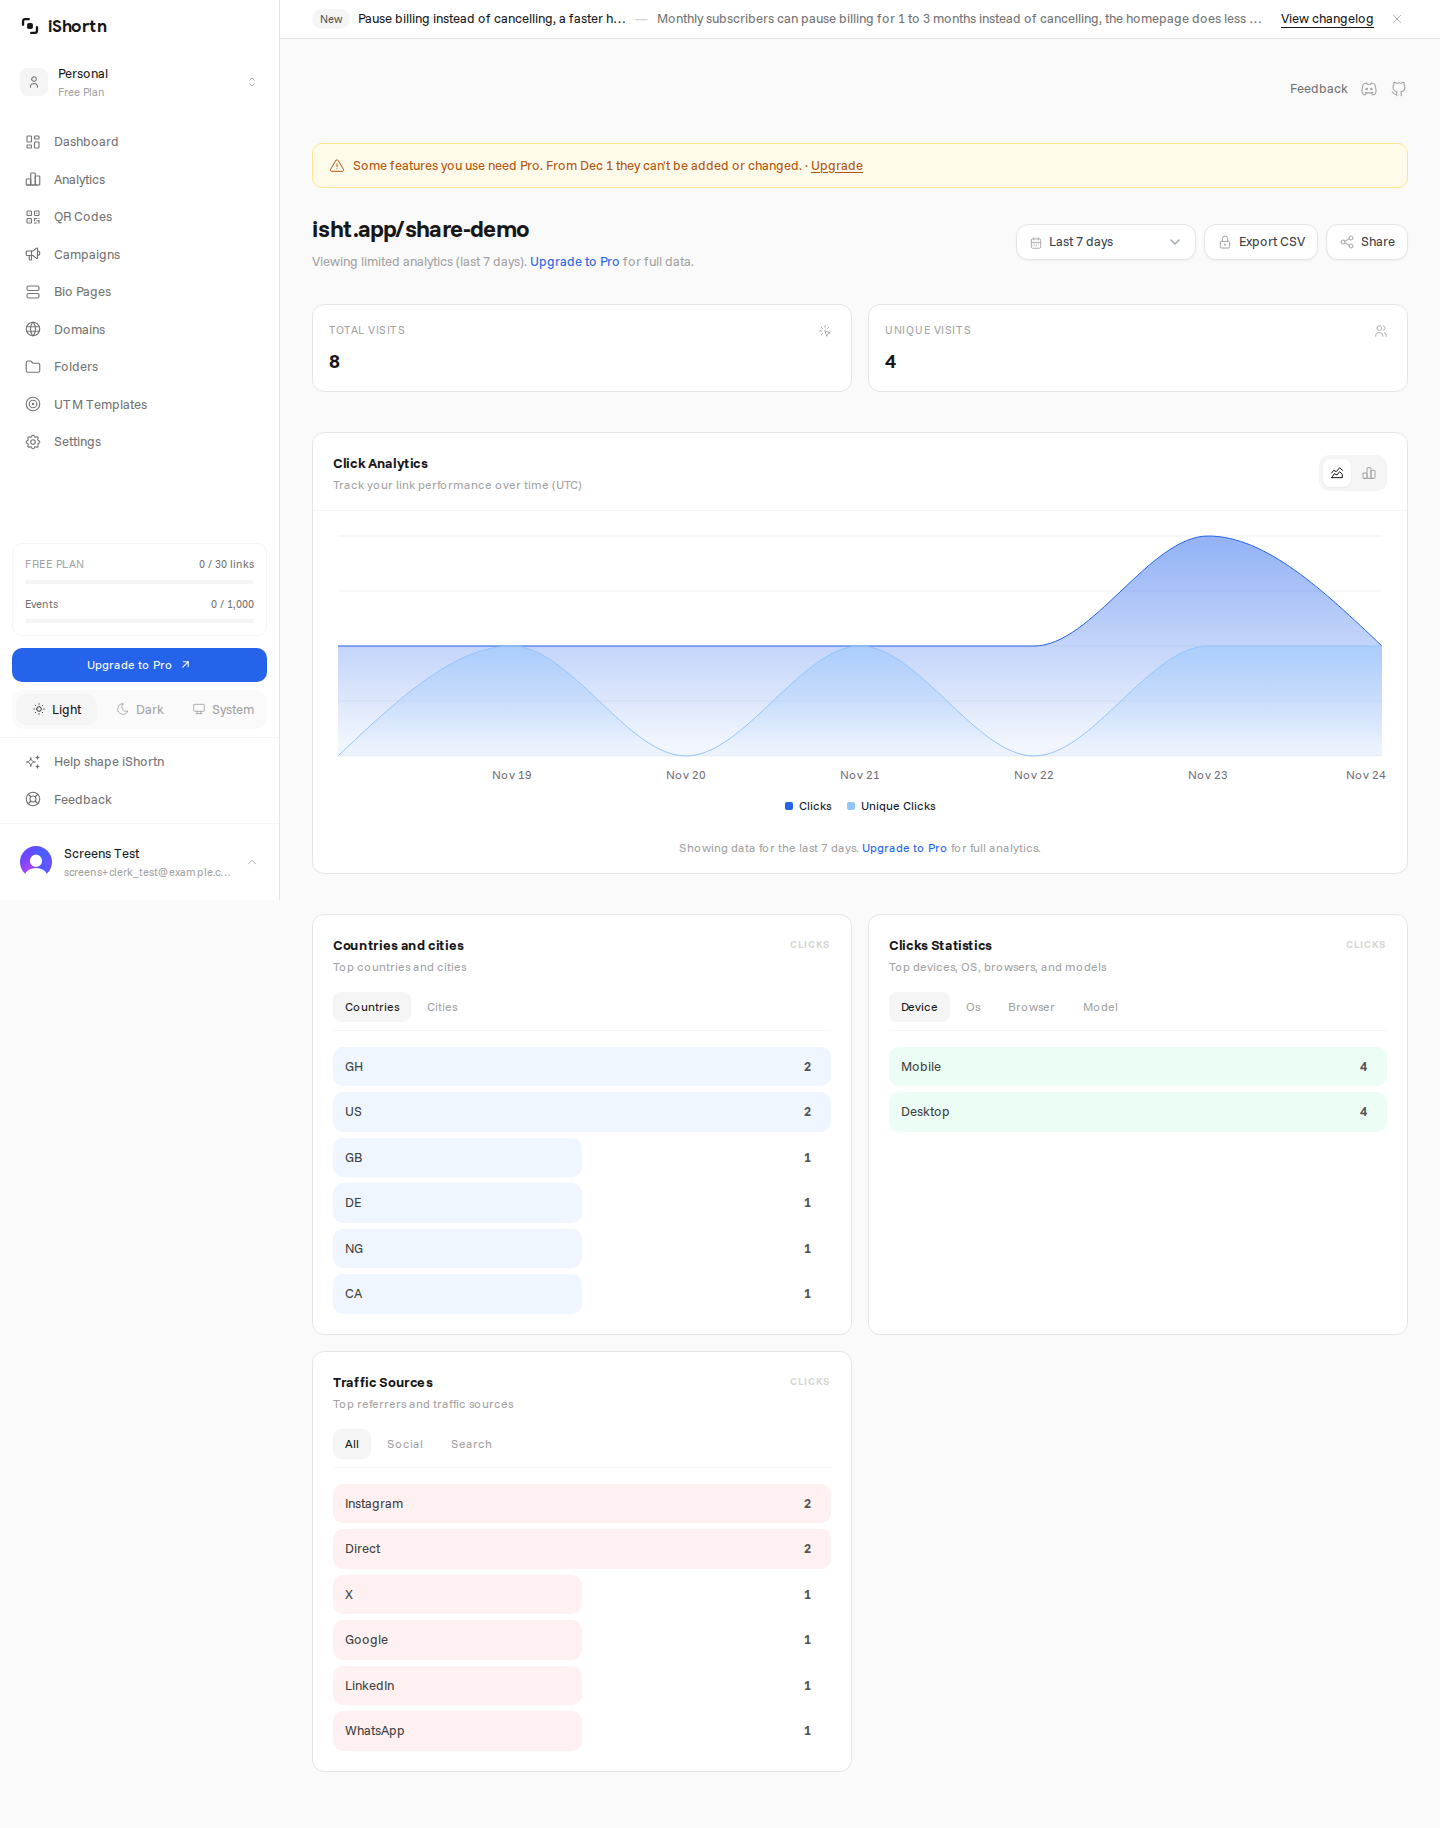 iShortn
Personal
Free Plan
Dashboard
Analytics
QR Codes
Campaigns
Bio Pages
Domains
Folders
UTM Templates
Settings
FREE PLAN 0 / 30 links
Events 0 / 1,000
Upgrade to Pro
Light Dark System
Help shape iShortn
Feedback
Screens Test
screens+clerk_test@example.c...
New Pause billing instead of cancelling, a faster h... — Monthly subscribers can pause billing for 1 to 3 months instead of cancelling, the homepage does less ... View changelog
Feedback
Some features you use need Pro. From Dec 1 they can't be added or changed. · Upgrade
isht.app/share-demo
Viewing limited analytics (last 7 days). Upgrade to Pro for full data.
Last 7 days Export CSV Share
TOTAL VISITS
8
UNIQUE VISITS
4
Click Analytics
Track your link performance over time (UTC)
Nov 19 Nov 20 Nov 21 Nov 22 Nov 23 Nov 24
Clicks Unique Clicks
Showing data for the last 7 days. Upgrade to Pro for full analytics.
Countries and cities CLICKS
Top countries and cities
Countries Cities
GH 2
US 2
GB 1
DE 1
NG 1
CA 1
Clicks Statistics CLICKS
Top devices, OS, browsers, and models
Device Os Browser Model
Mobile 4
Desktop 4
Traffic Sources CLICKS
Top referrers and traffic sources
All Social Search
Instagram 2
Direct 2
X 1
Google 1
LinkedIn 1
WhatsApp 1